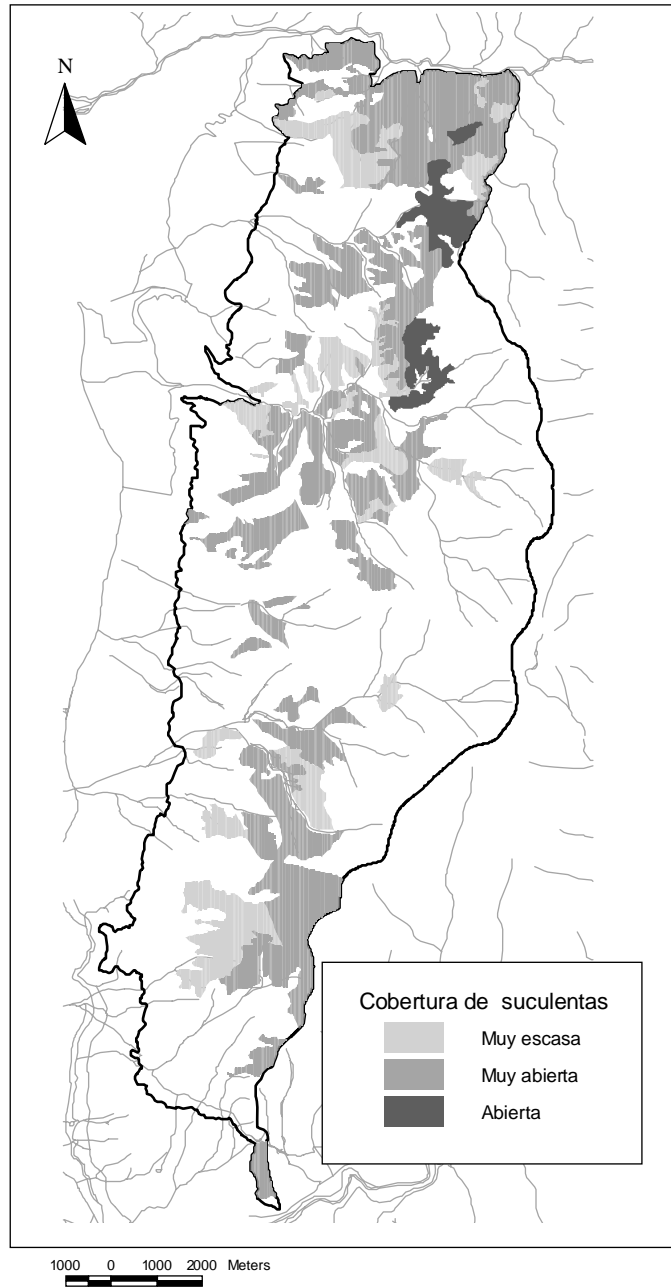 N
Cobertura de suculentas
Muy escasa
Muy abierta
Abierta
1000 0 1000 2000 Meters